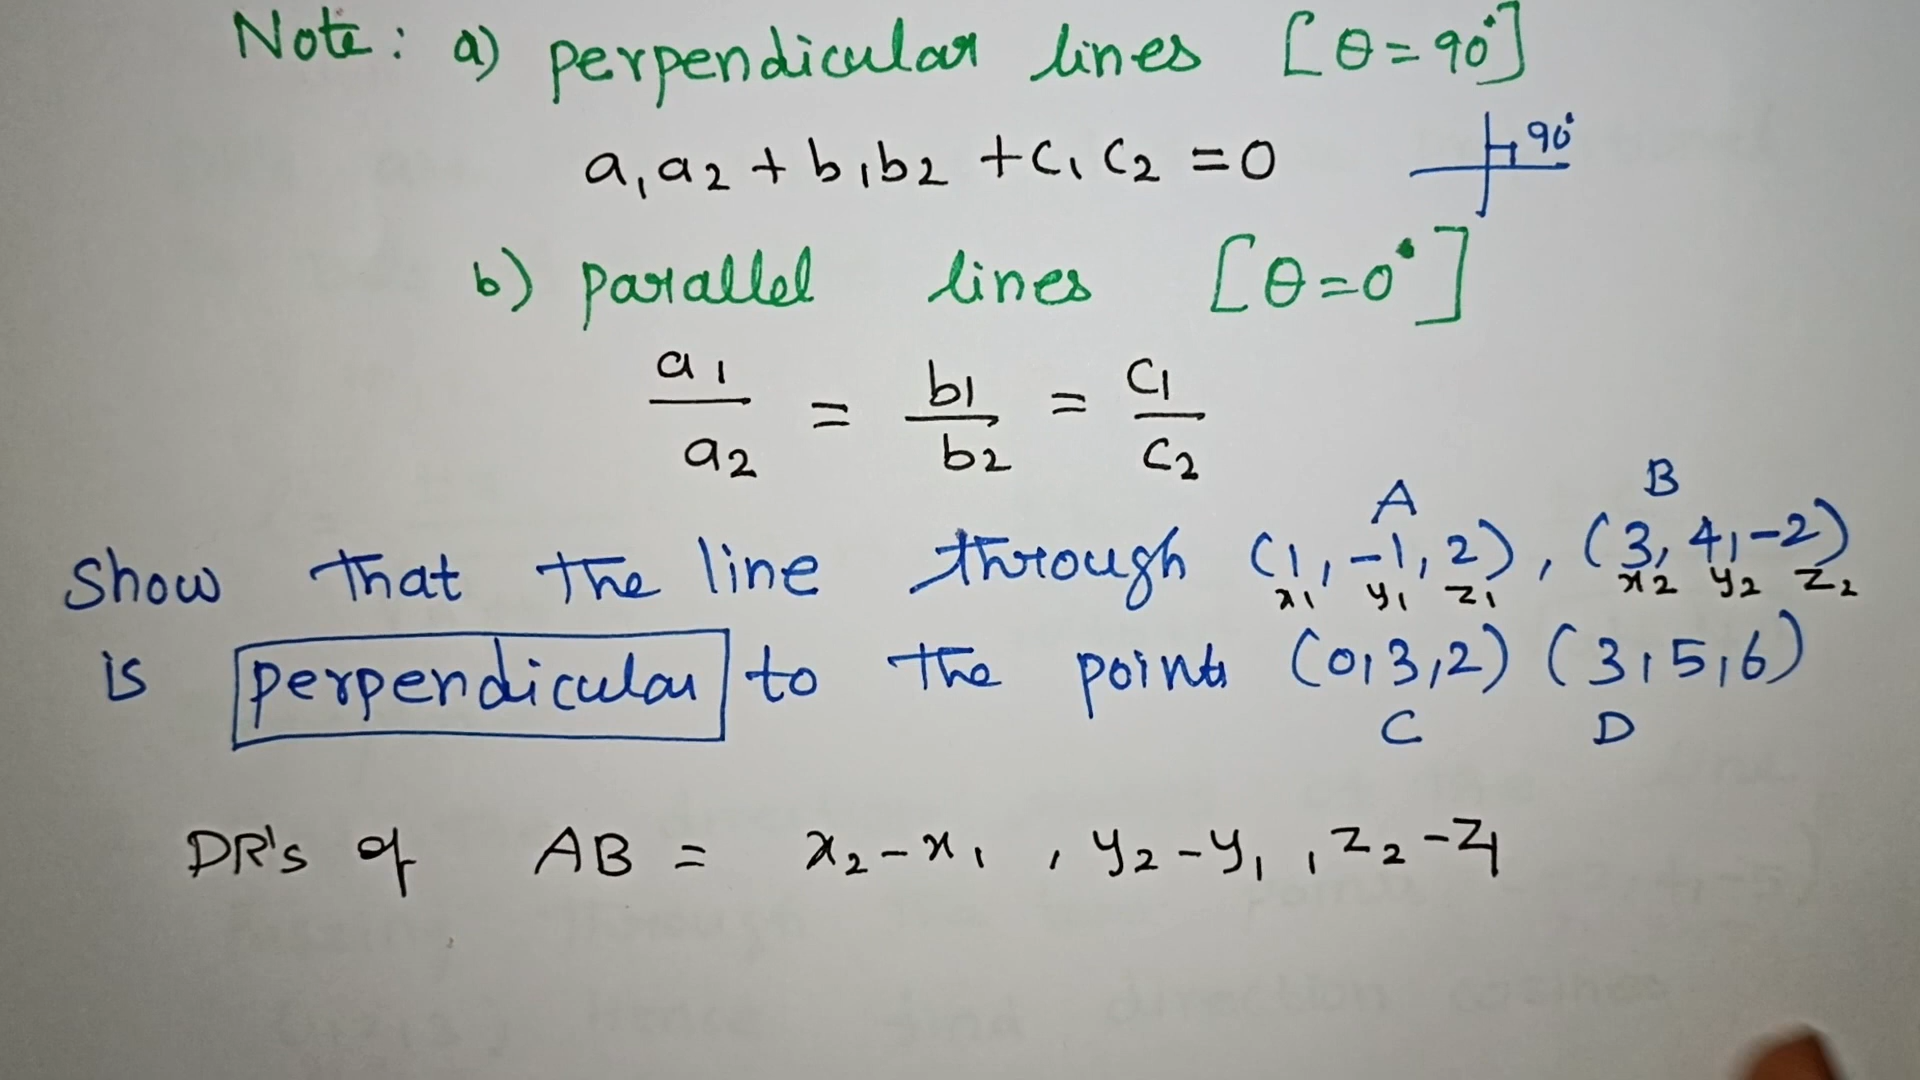 Note: a) perpendicular lines [θ=90°]
a₁a₂ + b₁b₂ + c₁c₂ = 0
90°
b) parallel lines [θ=0°]
a₁/a₂ = b₁/b₂ = c₁/c₂
A B
Show that the line through (1,-1,2), (3,4,-2)
x₁ y₁ z₁ x₂ y₂ z₂
is perpendicular to the points (0,3,2) (3,5,6)
C D
DR's of AB = x₂-x₁, y₂-y₁, z₂-z₁